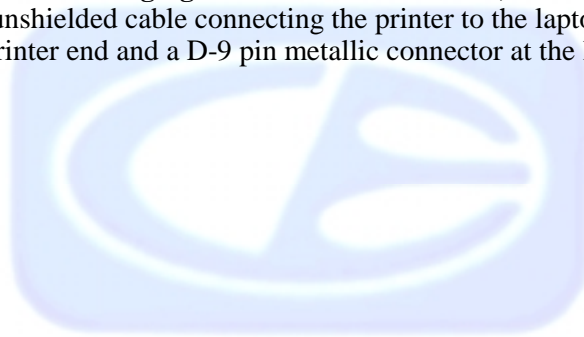 unshielded cable connecting the printer to the lapto
rinter end and a D-9 pin metallic connector at the